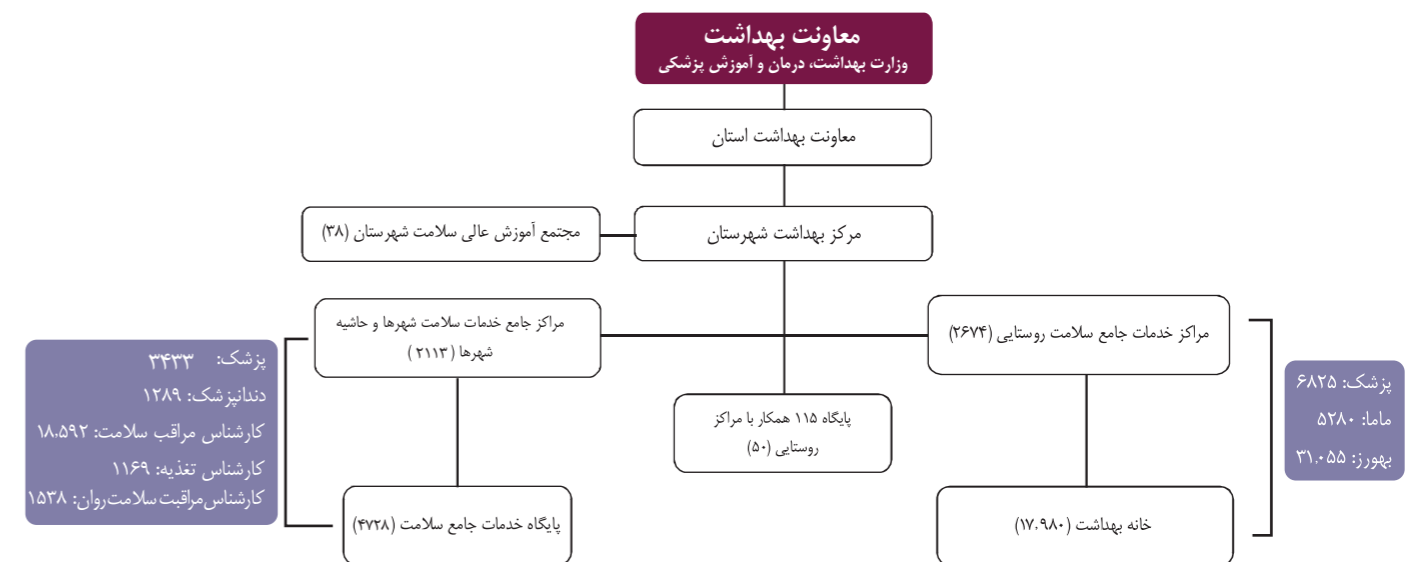 معاونت بهداشت
وزارت بهداشت، درمان و آموزش پزشکی
معاونت بهداشت استان
مرکز بهداشت شهرستان
مجتمع آموزش عالی سلامت شهرستان (۳۸)
مراکز خدمات جامع سلامت روستایی (۲۶۷۴)
مراکز جامع خدمات سلامت شهرها و حاشیه
شهرها (۲۱۱۳)
پایگاه ۱۱۵ همکار با مراکز
روستایی (۵۰)
خانه بهداشت (۱۷,۹۸۰)
پایگاه خدمات جامع سلامت (۴۷۲۸)
پزشک: ۶۸۲۵
ماما: ۵۲۸۰
بهورز: ۳۱,۰۵۵
پزشک: ۳۴۳۳
دندانپزشک: ۱۲۸۹
کارشناس مراقب سلامت: ۱۸,۵۹۲
کارشناس تغذیه: ۱۱۶۹
کارشناس مراقبت سلامت روان: ۱۵۳۸